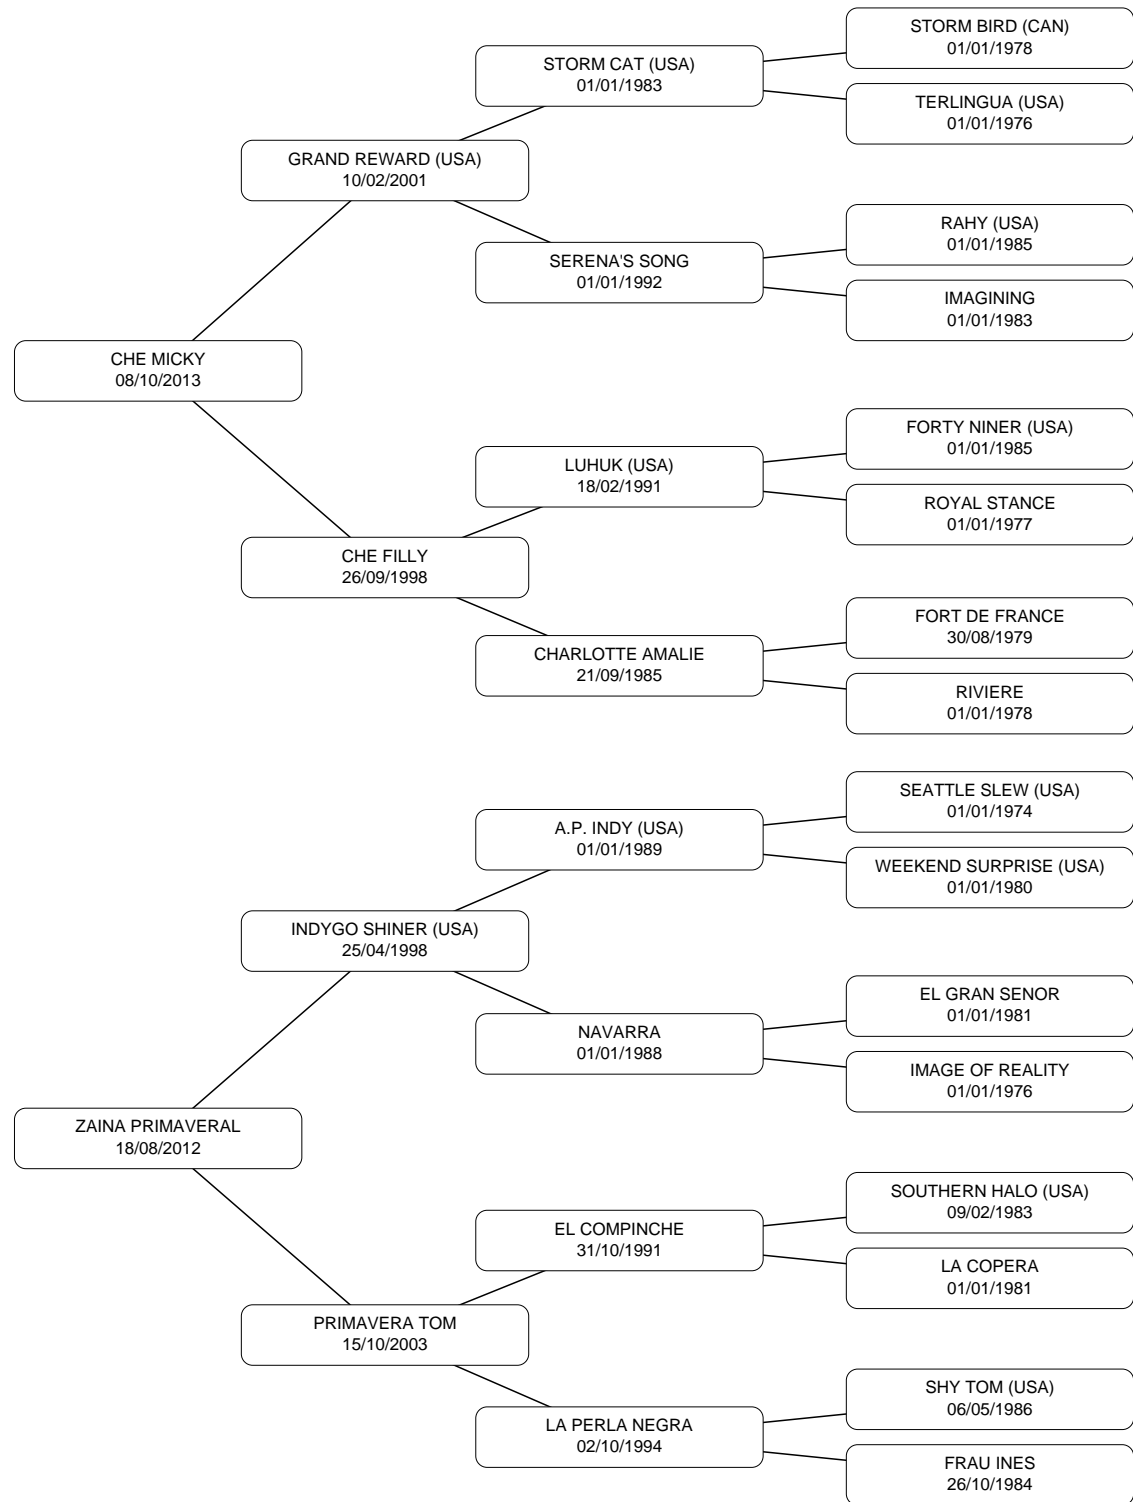 STORM BIRD (CAN)
01/01/1978
STORM CAT (USA)
01/01/1983
TERLINGUA (USA)
01/01/1976
GRAND REWARD (USA)
10/02/2001
RAHY (USA)
01/01/1985
SERENA'S SONG
01/01/1992
IMAGINING
01/01/1983
CHE MICKY
08/10/2013
FORTY NINER (USA)
01/01/1985
LUHUK (USA)
18/02/1991
ROYAL STANCE
01/01/1977
CHE FILLY
26/09/1998
FORT DE FRANCE
30/08/1979
CHARLOTTE AMALIE
21/09/1985
RIVIERE
01/01/1978
SEATTLE SLEW (USA)
01/01/1974
A.P. INDY (USA)
01/01/1989
WEEKEND SURPRISE (USA)
01/01/1980
INDYGO SHINER (USA)
25/04/1998
EL GRAN SENOR
01/01/1981
NAVARRA
01/01/1988
IMAGE OF REALITY
01/01/1976
ZAINA PRIMAVERAL
18/08/2012
SOUTHERN HALO (USA)
09/02/1983
EL COMPINCHE
31/10/1991
LA COPERA
01/01/1981
PRIMAVERA TOM
15/10/2003
SHY TOM (USA)
06/05/1986
LA PERLA NEGRA
02/10/1994
FRAU INES
26/10/1984